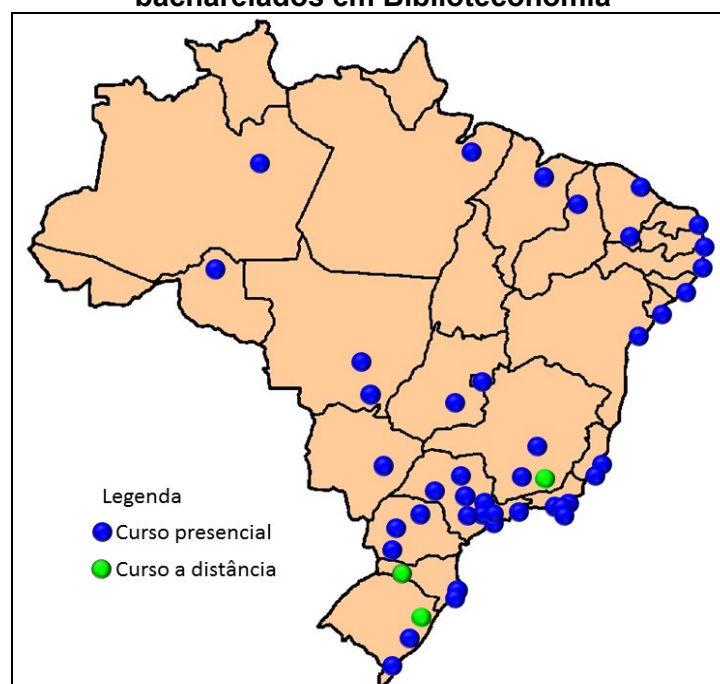 bacharelados em Biblioteconomia
Legenda
Curso presencial
Curso a distância